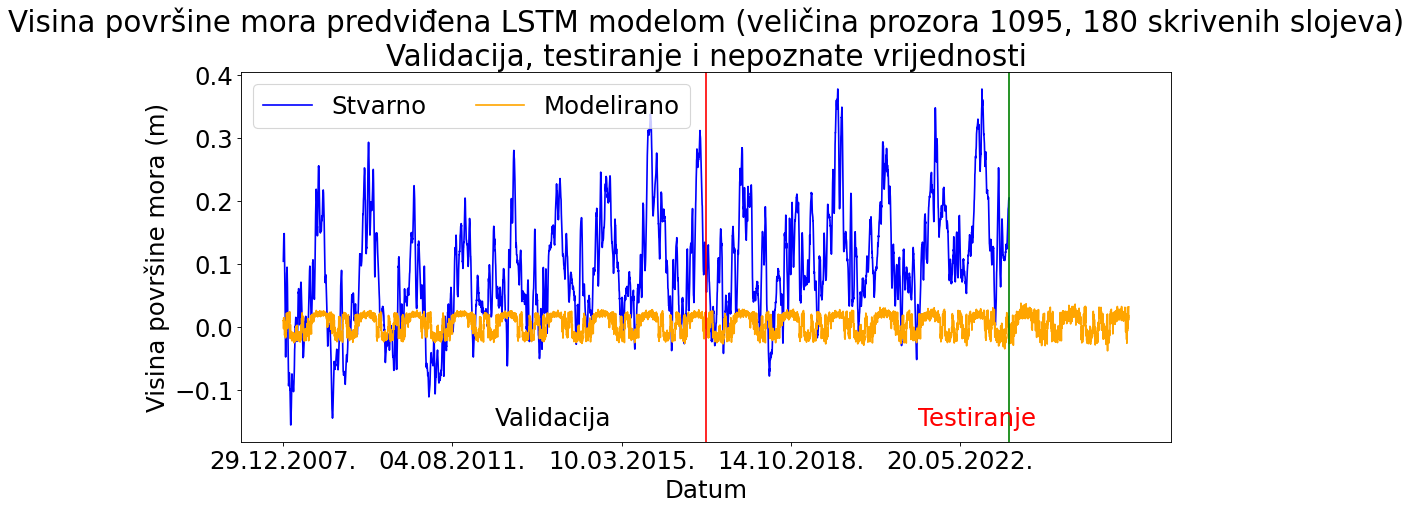 Visina površine mora predviđena LSTM modelom (veličina prozora 1095, 180 skrivenih slojeva)
Validacija, testiranje i nepoznate vrijednosti
Stvarno
Modelirano
Visina površine mora (m)
0.4
0.3
0.2
0.1
0.0
−0.1
Validacija
Testiranje
29.12.2007.
04.08.2011.
10.03.2015.
14.10.2018.
20.05.2022.
Datum